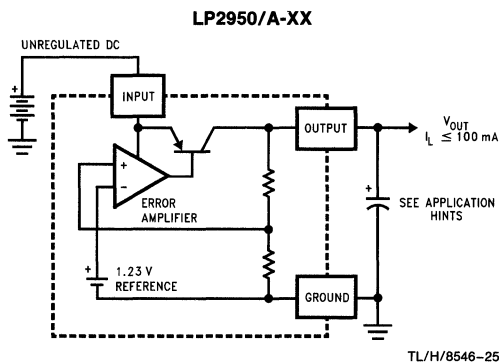 LP2950/A-XX
UNREGULATED DC
+
INPUT
OUTPUT
V_OUT
I_L ≤ 100 mA
+
−
ERROR
AMPLIFIER
+
SEE APPLICATION
HINTS
+
1.23 V
REFERENCE
GROUND
TL/H/8546-25